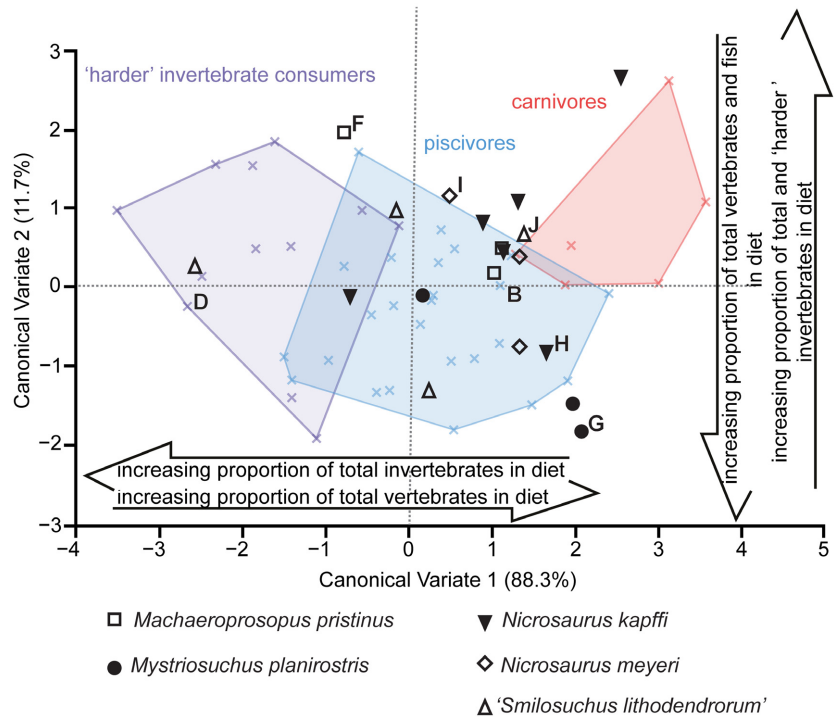 3
2
1
0
−1
−2
−3
Canonical Variate 2 (11.7%)
‘harder’ invertebrate consumers
piscivores
carnivores
F
I
J
D
B
H
G
increasing proportion of total invertebrates in diet
increasing proportion of total vertebrates in diet
increasing proportion of total vertebrates and fish
in diet
increasing proportion of total and ‘harder ’
invertebrates in diet
−4
−3
−2
−1
0
1
2
3
4
5
Canonical Variate 1 (88.3%)
Machaeroprosopus pristinus
Mystriosuchus planirostris
Nicrosaurus kapffi
Nicrosaurus meyeri
‘Smilosuchus lithodendrorum’